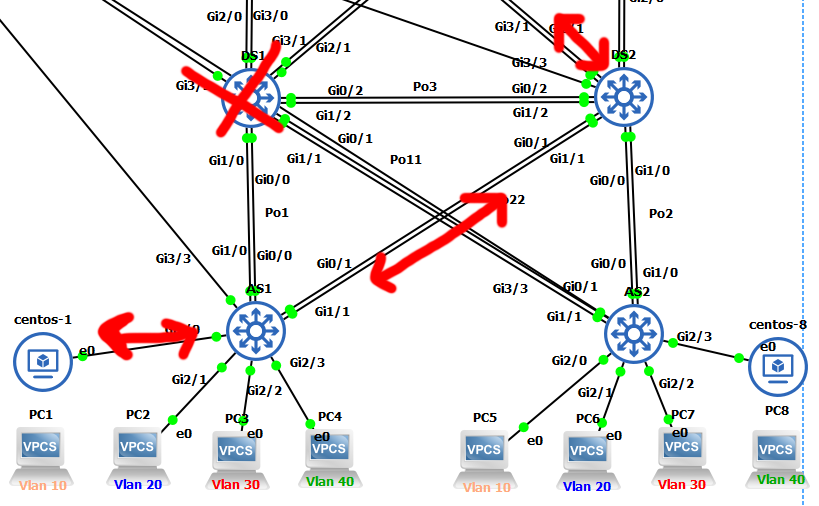 Gi2/0
Gi3/0
Gi3/1
Gi2/1
DS1
Gi0/2
Po3
Gi0/2
Gi1/2
Gi0/1
Po11
Gi1/0
Gi1/1
Gi0/0
Po1
Gi1/0
Gi0/0
Gi3/3
Gi3/1
Gi3/3
DS2
Gi1/2
Gi0/1
Gi1/1
Gi0/0
Gi1/0
Po2
Gi0/1
Gi1/1
AS1
Gi3/3
Gi0/1
Gi1/1
Gi0/0
Gi1/0
AS2
centos-1
e0
Gi2/1
Gi2/2
Gi2/3
Gi2/0
Gi2/1
Gi2/2
Gi2/3
centos-8
e0
PC1
PC2
PC3
PC4
e0
e0
e0
PC5
PC6
PC7
PC8
e0
e0
e0
VPCS
VPCS
VPCS
VPCS
VPCS
VPCS
VPCS
VPCS
Vlan 10
Vlan 20
Vlan 30
Vlan 40
Vlan 10
Vlan 20
Vlan 30
Vlan 40